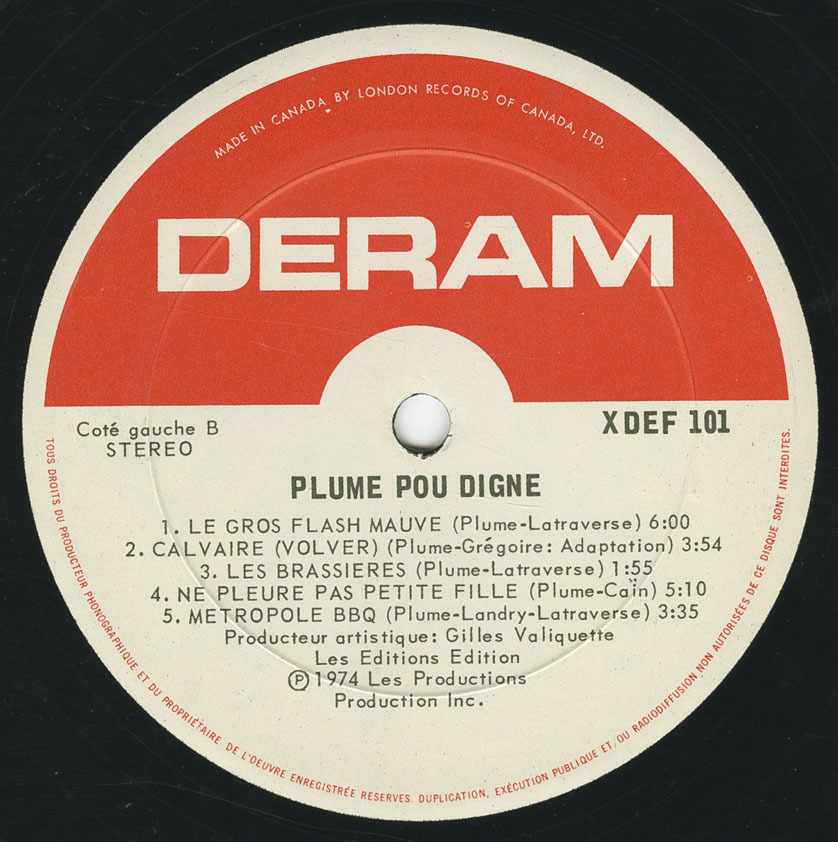 MADE IN CANADA BY LONDON RECORDS OF CANADA, LTD.
DERAM
Coté gauche B
STEREO
XDEF 101
PLUME POU DIGNE
1. LE GROS FLASH MAUVE (Plume-Latraverse) 6:00
2. CALVAIRE (VOLVER) (Plume-Grégoire: Adaptation) 3:54
3. LES BRASSIERES (Plume-Latraverse) 1:55
4. NE PLEURE PAS PETITE FILLE (Plume-Caïn) 5:10
5. METROPOLE BBQ (Plume-Landry-Latraverse) 3:35
Producteur artistique: Gilles Valiquette
Les Editions Edition
℗ 1974 Les Productions
Production Inc.
TOUS DROITS DU PRODUCTEUR PHONOGRAPHIQUE ET DU PROPRIÉTAIRE DE L'OEUVRE ENREGISTRÉE RESERVES. DUPLICATION, EXÉCUTION PUBLIQUE ET/OU RADIODIFFUSION NON AUTORISÉES DE CE DISQUE SONT INTERDITES.